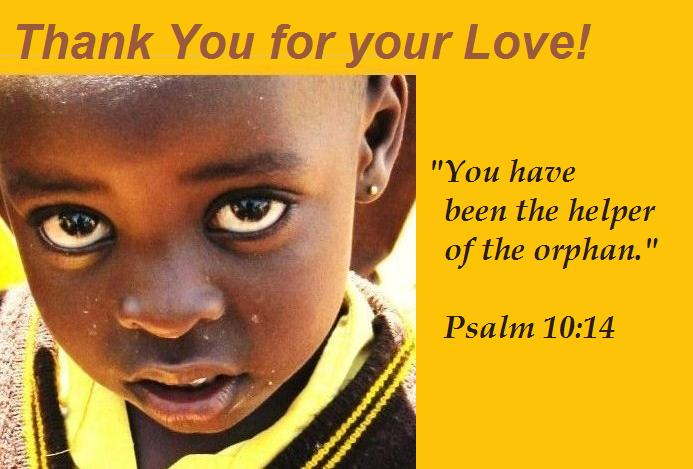 Thank You for your Love!
"You have
been the helper
of the orphan."
Psalm 10:14